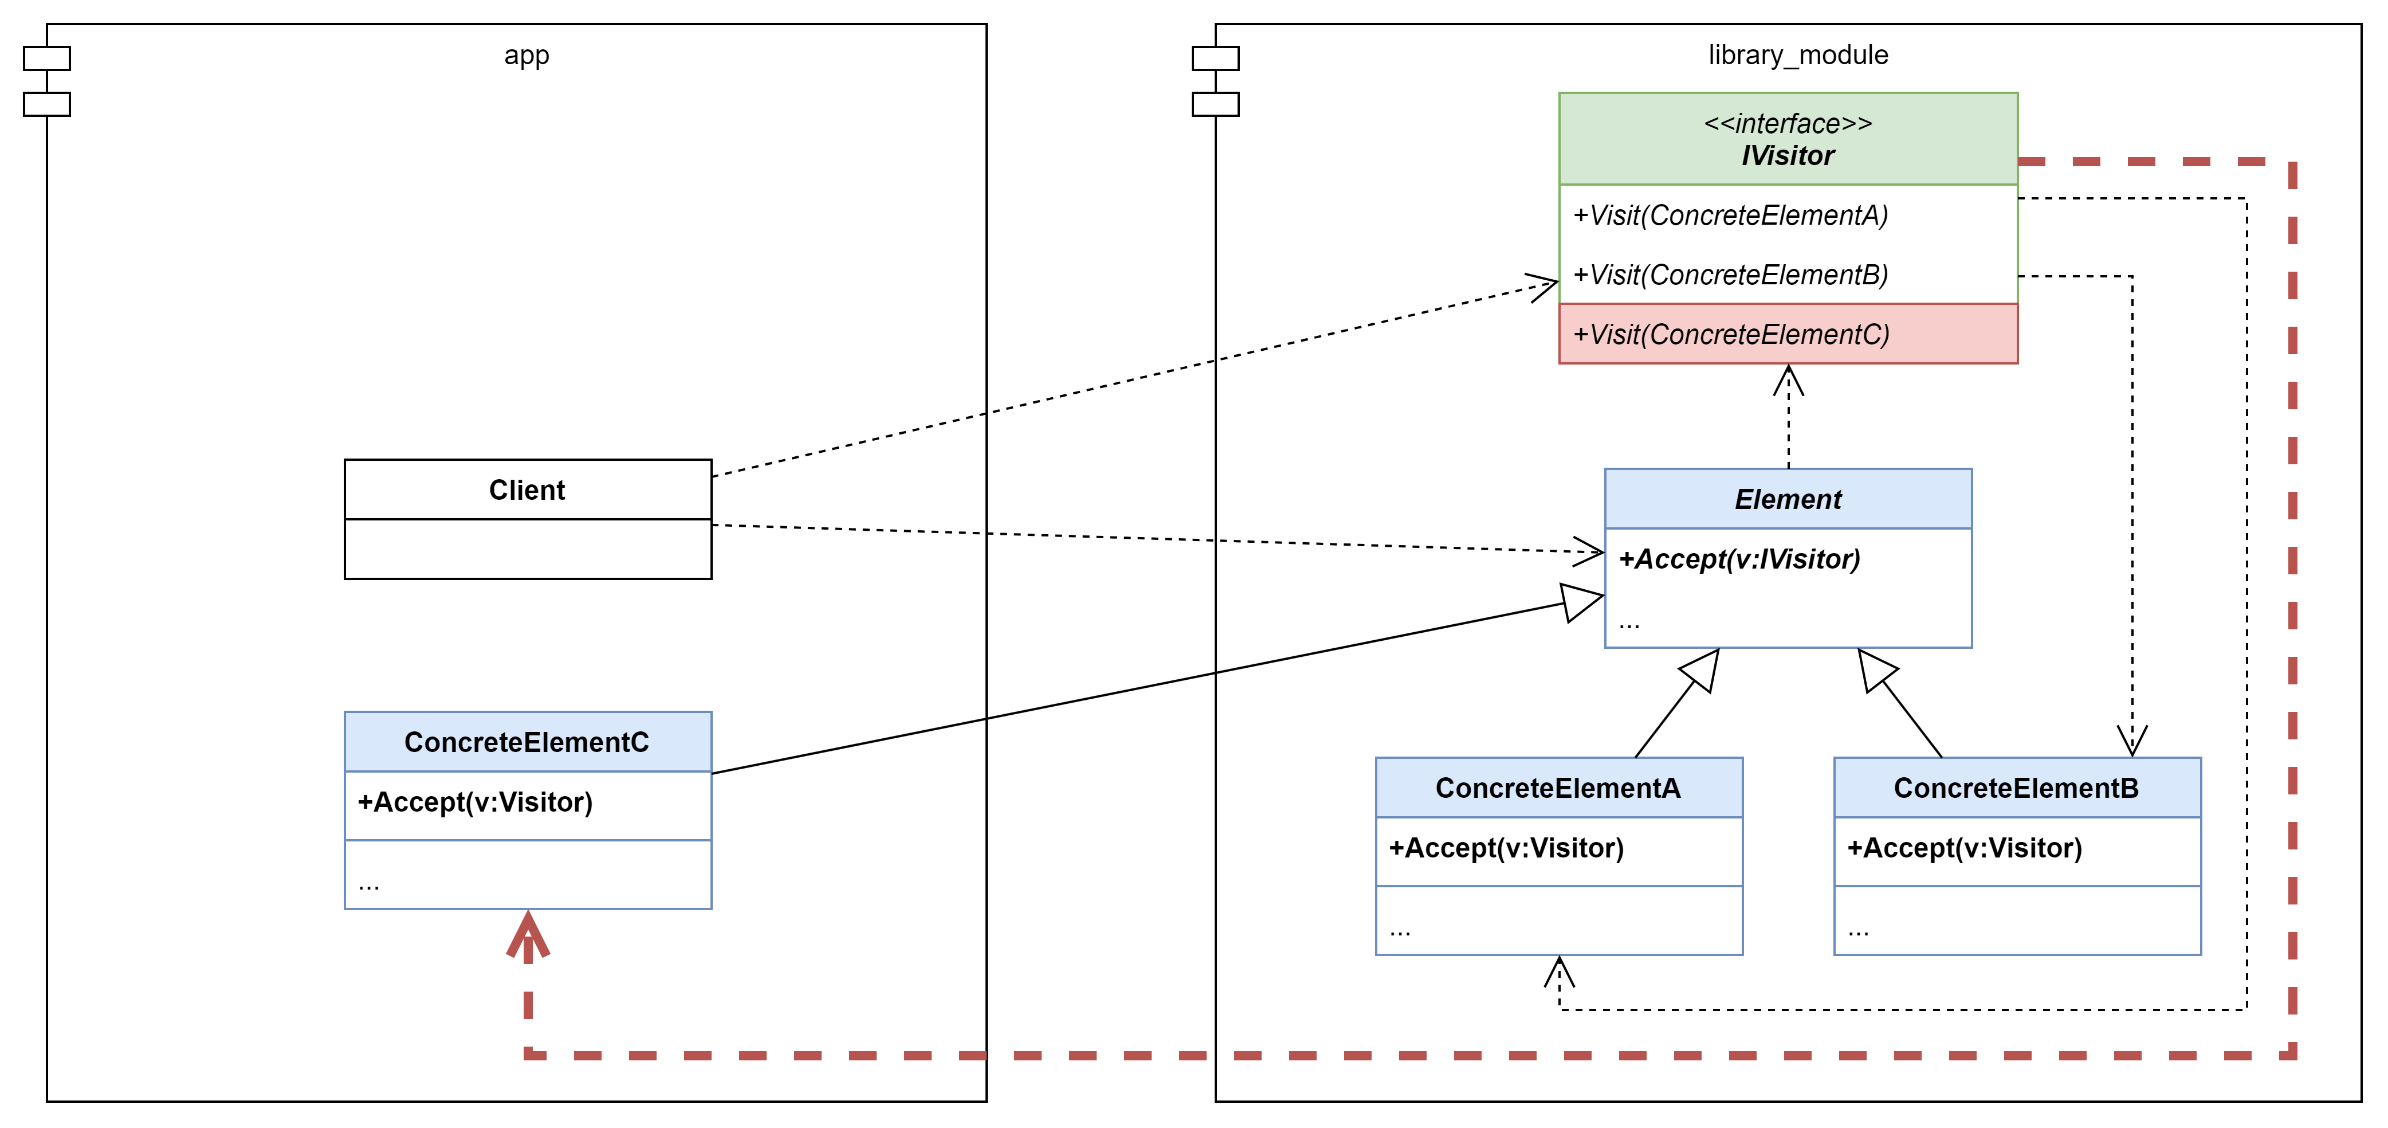 app
Client
ConcreteElementC
+Accept(v:Visitor)
...
library_module
<<interface>>
IVisitor
+Visit(ConcreteElementA)
+Visit(ConcreteElementB)
+Visit(ConcreteElementC)
Element
+Accept(v:IVisitor)
...
ConcreteElementA
+Accept(v:Visitor)
...
ConcreteElementB
+Accept(v:Visitor)
...